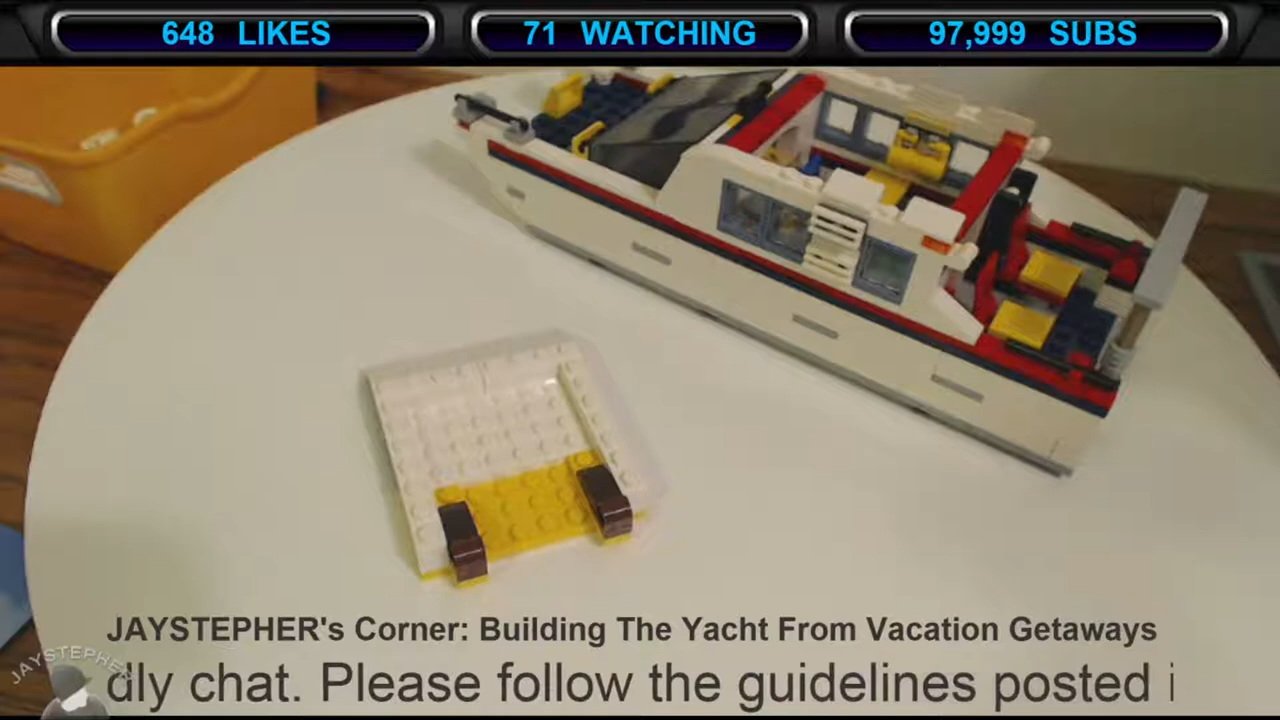 648 LIKES
71 WATCHING
97,999 SUBS
JAYSTEPHER's Corner: Building The Yacht From Vacation Getaways
dly chat. Please follow the guidelines posted i
JAYSTEPHER